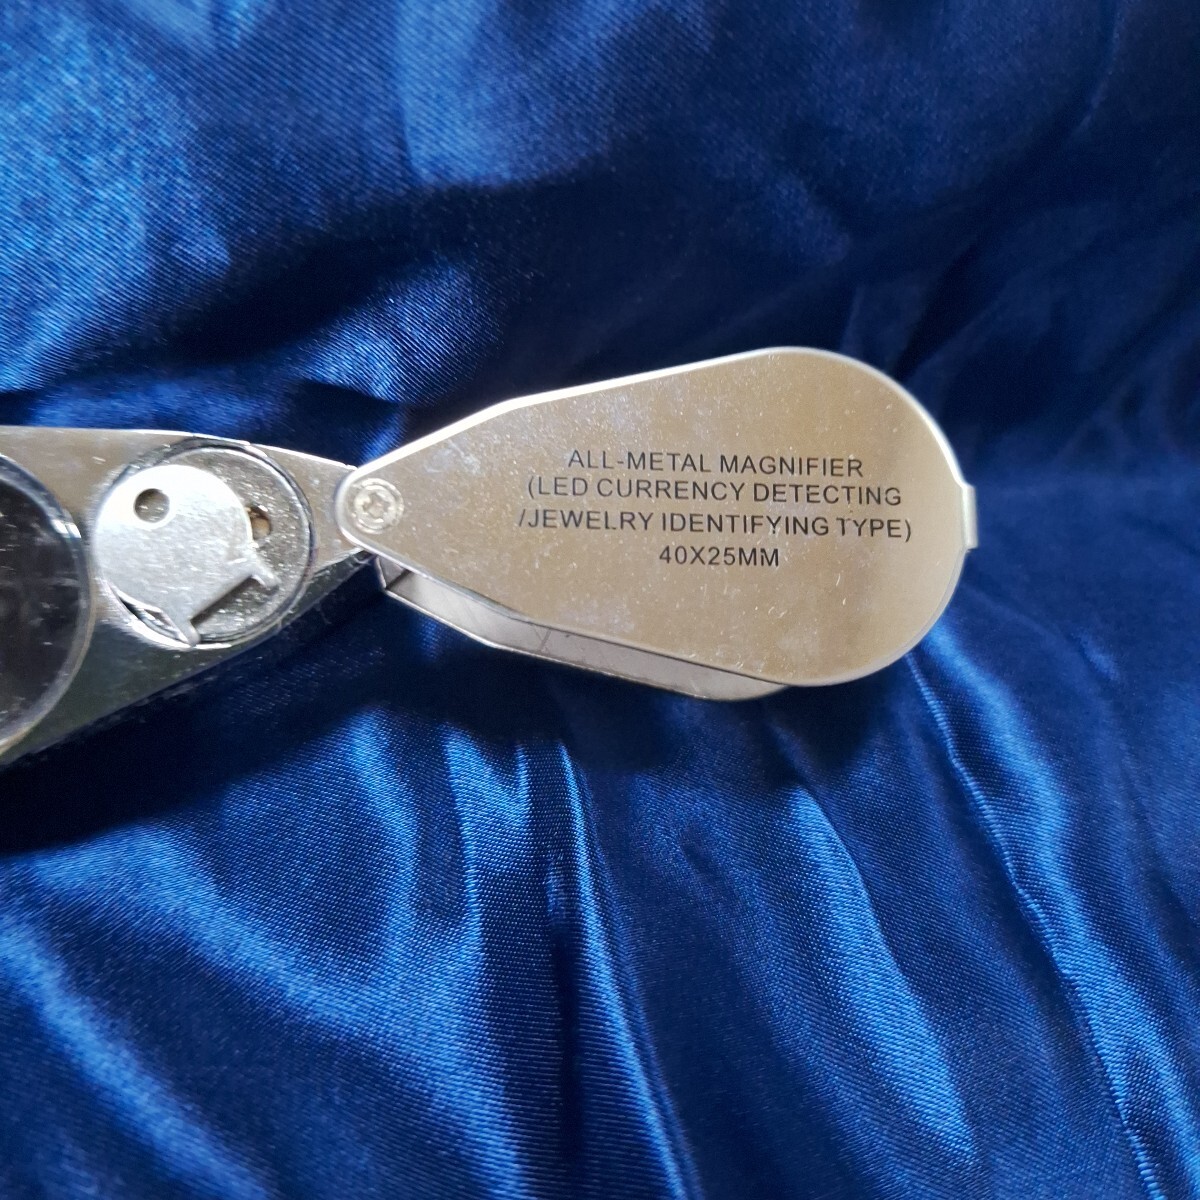 ALL-METAL MAGNIFIER
(LED CURRENCY DETECTING
/JEWELRY IDENTIFYING TYPE)
40X25MM